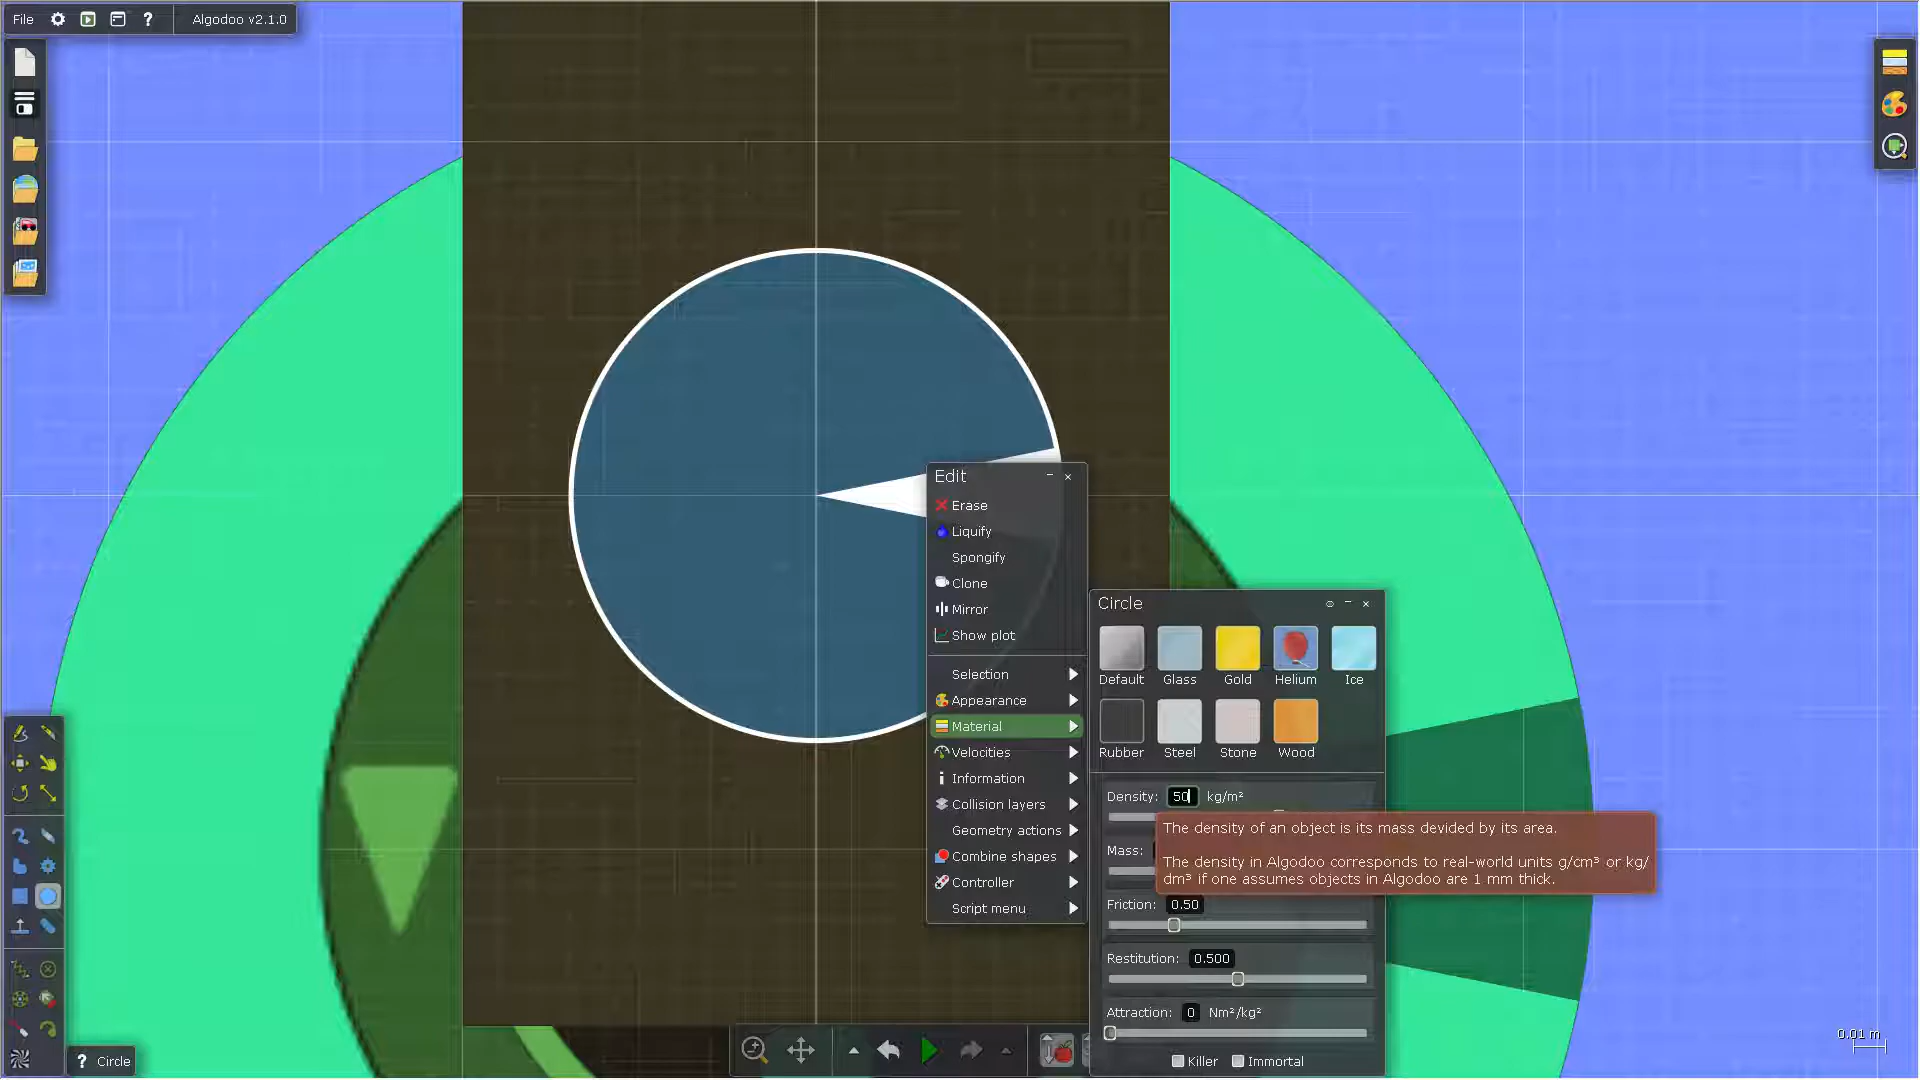 File
?
Algodoo v2.1.0
Edit
Erase
Liquify
Spongify
Clone
Mirror
Show plot
Selection
Appearance
Material
Velocities
Information
Collision layers
Geometry actions
Combine shapes
Controller
Script menu
Circle
Default Glass Gold Helium Ice
Rubber Steel Stone Wood
Density: 50 kg/m²
The density of an object is its mass devided by its area.
The density in Algodoo corresponds to real-world units g/cm³ or kg/
dm³ if one assumes objects in Algodoo are 1 mm thick.
Mass:
Friction: 0.50
Restitution: 0.500
Attraction: 0 Nm²/kg²
Killer Immortal
? Circle
0.01 m